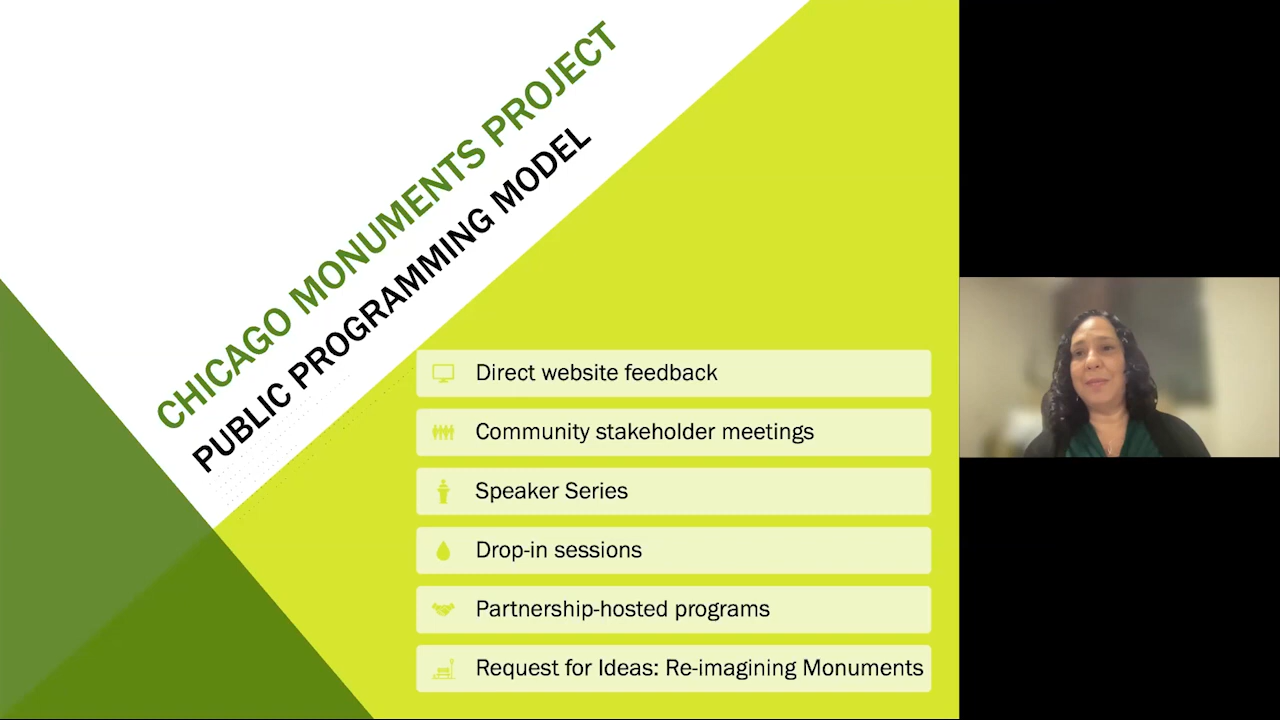 CHICAGO MONUMENTS PROJECT
PUBLIC PROGRAMMING MODEL
Direct website feedback
Community stakeholder meetings
Speaker Series
Drop-in sessions
Partnership-hosted programs
Request for Ideas: Re-imagining Monuments